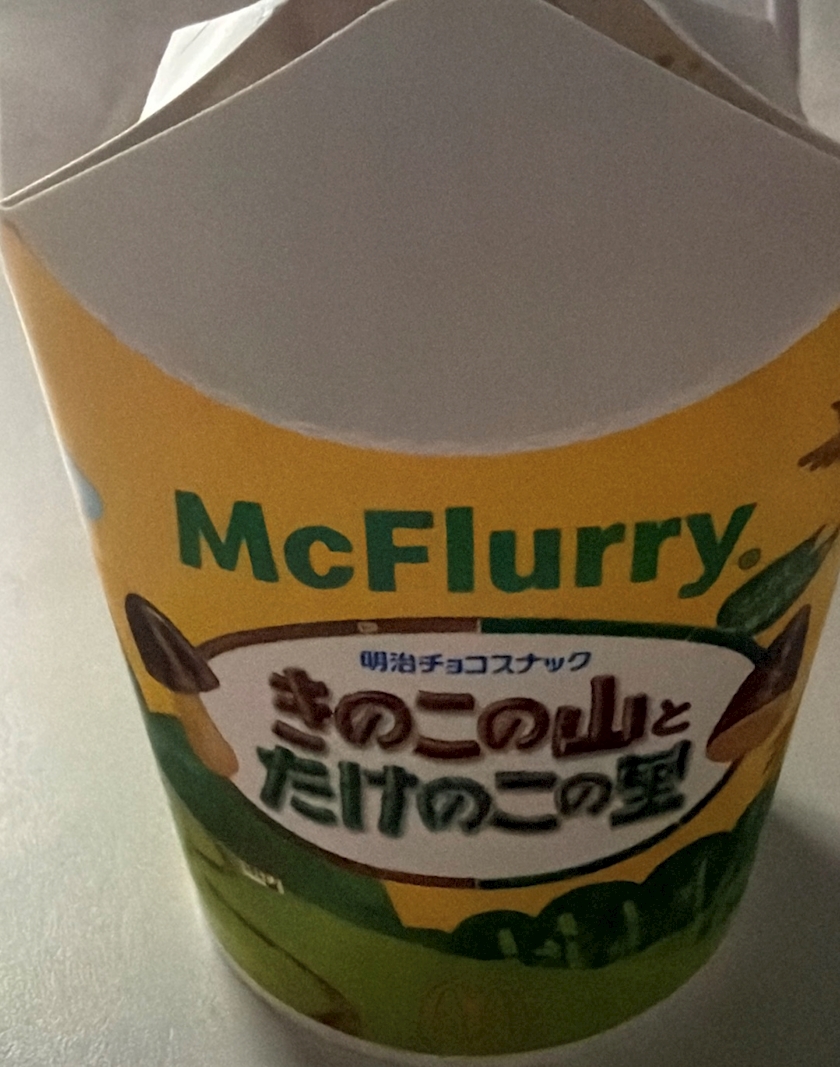 McFlurry®
明治チョコスナック
きのこの山と
たけのこの里